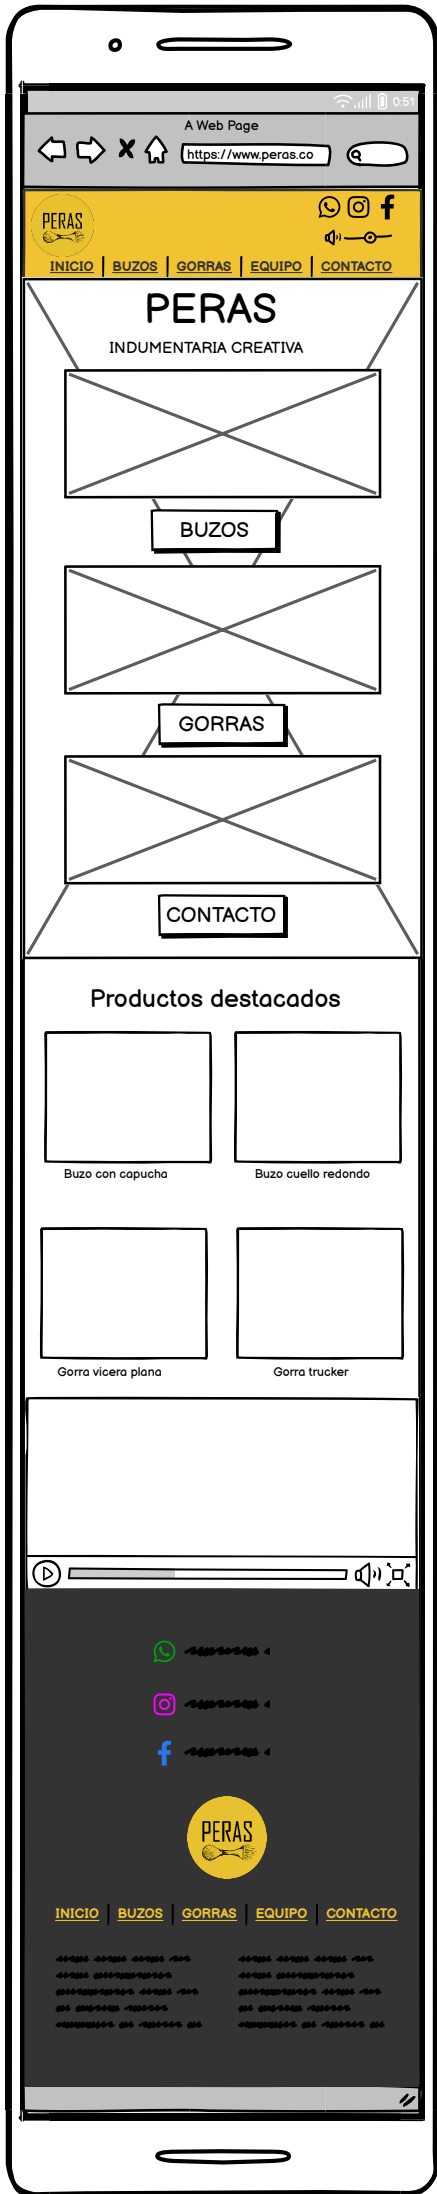 0:51
A Web Page
https://www.peras.co
PERAS
INICIO | BUZOS | GORRAS | EQUIPO | CONTACTO
PERAS
INDUMENTARIA CREATIVA
BUZOS
GORRAS
CONTACTO
Productos destacados
Buzo con capucha
Buzo cuello redondo
Gorra vicera plana
Gorra trucker
PERAS
INICIO | BUZOS | GORRAS | EQUIPO | CONTACTO